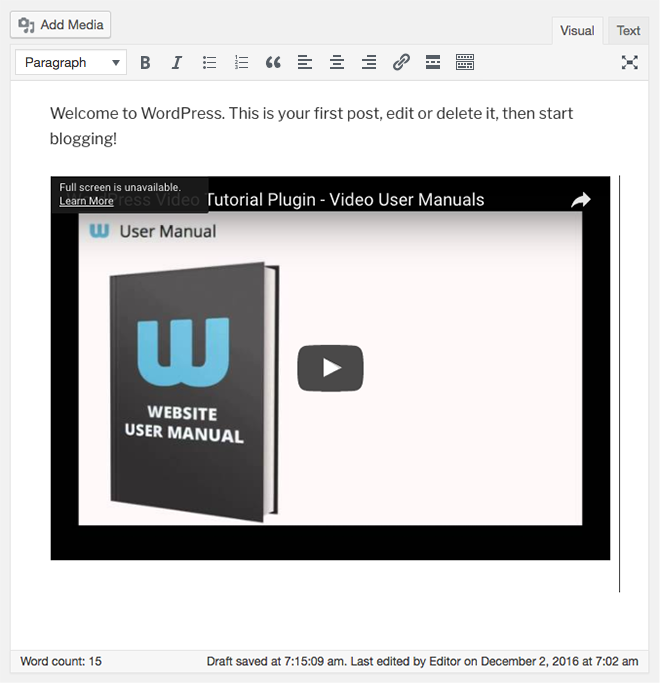 Add Media
Visual Text
Paragraph
Welcome to WordPress. This is your first post, edit or delete it, then start
blogging!
Full screen is unavailable.
Learn More
WordPress Video Tutorial Plugin - Video User Manuals
User Manual
WEBSITE
USER MANUAL
Word count: 15 Draft saved at 7:15:09 am. Last edited by Editor on December 2, 2016 at 7:02 am